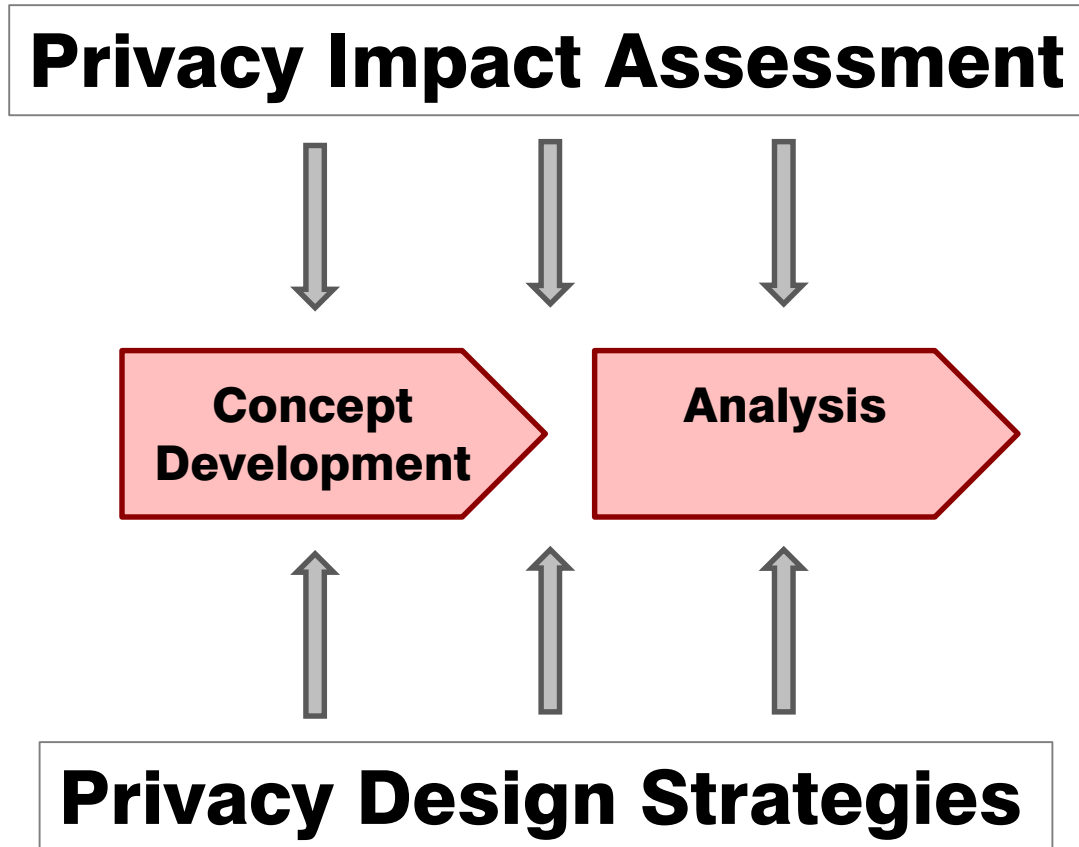 Privacy Impact Assessment
Concept
Development
Analysis
Privacy Design Strategies